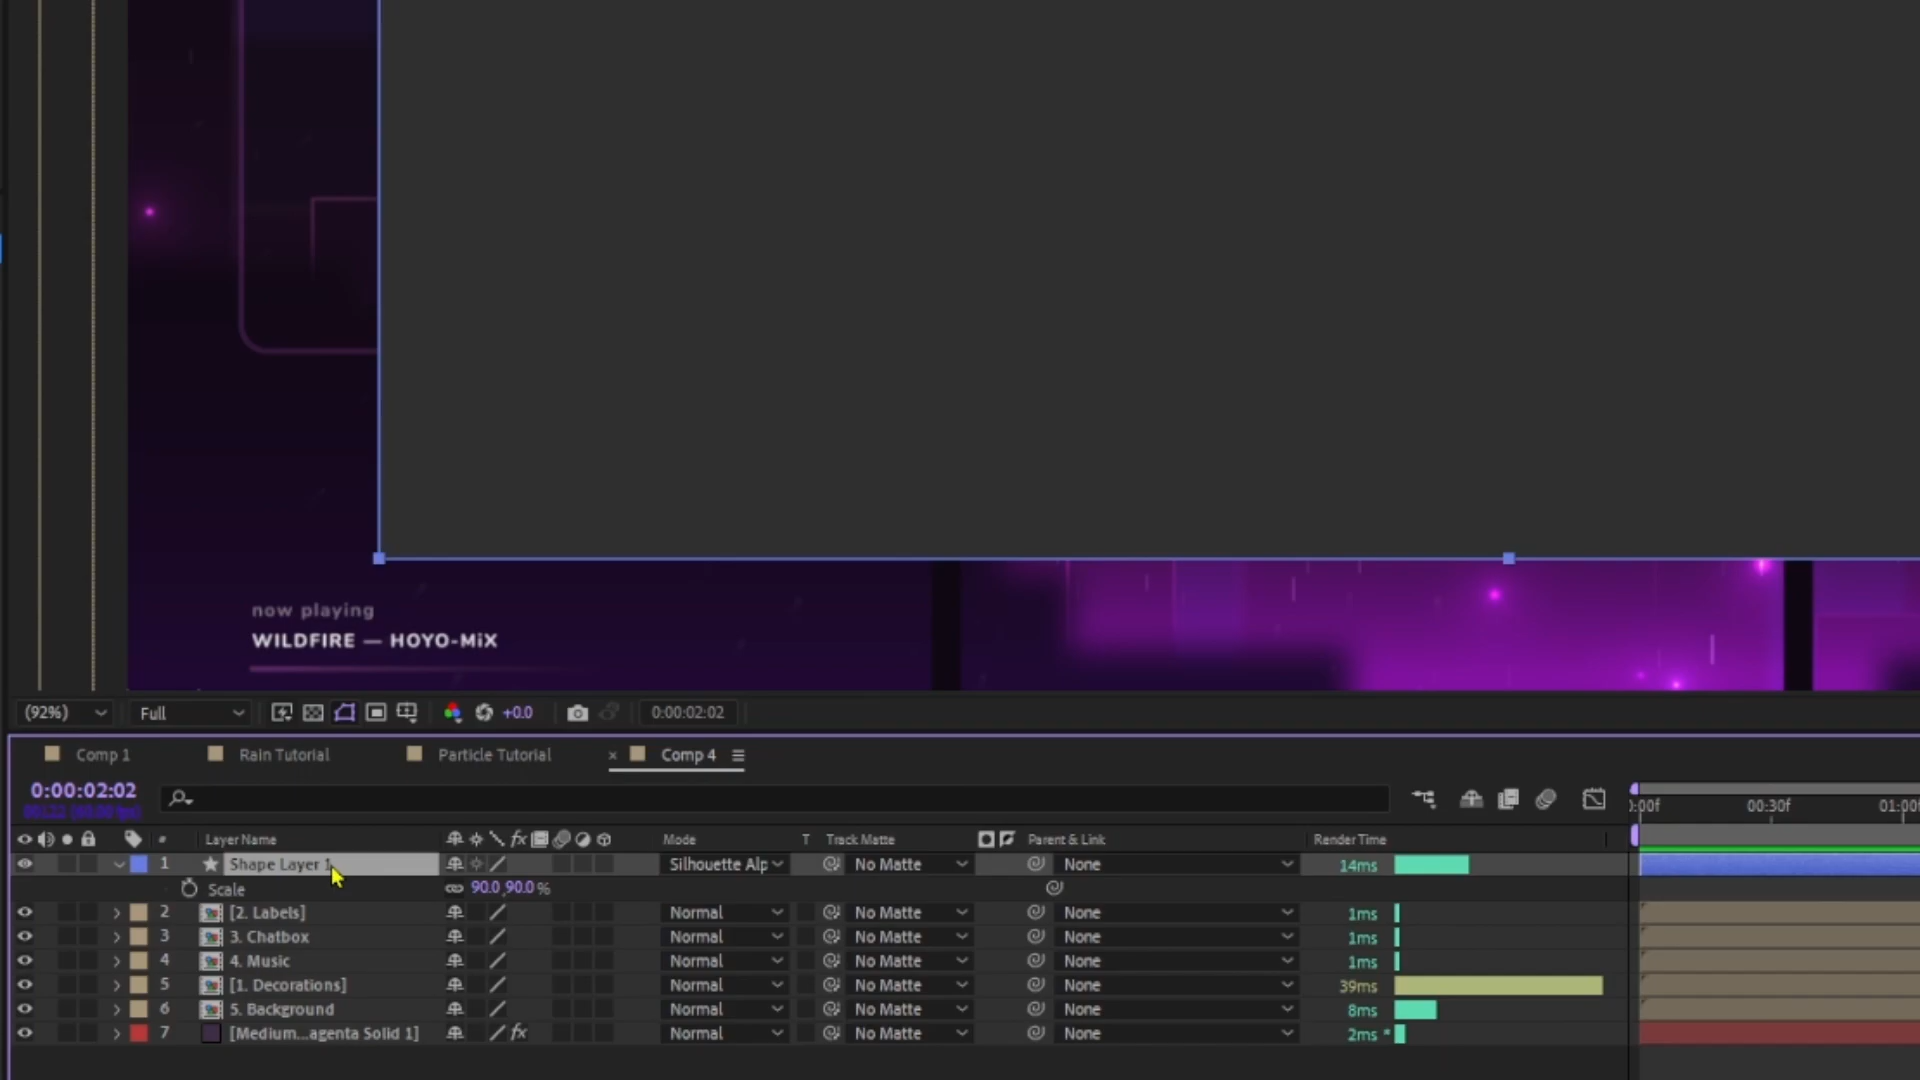 now playing
WILDFIRE — HOYO-MiX
(92%) Full +0.0 0:00:02:02
Comp 1 Rain Tutorial Particle Tutorial × Comp 4
0:00:02:02
0:00f 00:30f 01:00f
# Layer Name fx Mode T Track Matte Parent & Link Render Time
1 Shape Layer 1 Silhouette Alp No Matte None 14ms
Scale 90.0,90.0%
2 [2. Labels] Normal No Matte None 1ms
3 3. Chatbox Normal No Matte None 1ms
4 4. Music Normal No Matte None 1ms
5 [1. Decorations] Normal No Matte None 39ms
6 5. Background Normal No Matte None 8ms
7 [Medium...agenta Solid 1] fx Normal No Matte None 2ms *